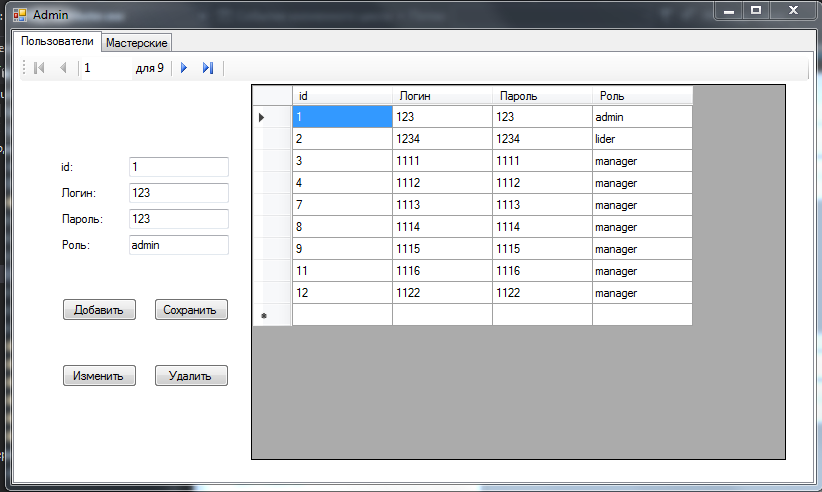 Admin
Пользователи Мастерские
1 для 9
id Логин Пароль Роль
1 123 123 admin
2 1234 1234 lider
3 1111 1111 manager
4 1112 1112 manager
7 1113 1113 manager
8 1114 1114 manager
9 1115 1115 manager
11 1116 1116 manager
12 1122 1122 manager
id: 1
Логин: 123
Пароль: 123
Роль: admin
Добавить Сохранить
Изменить Удалить